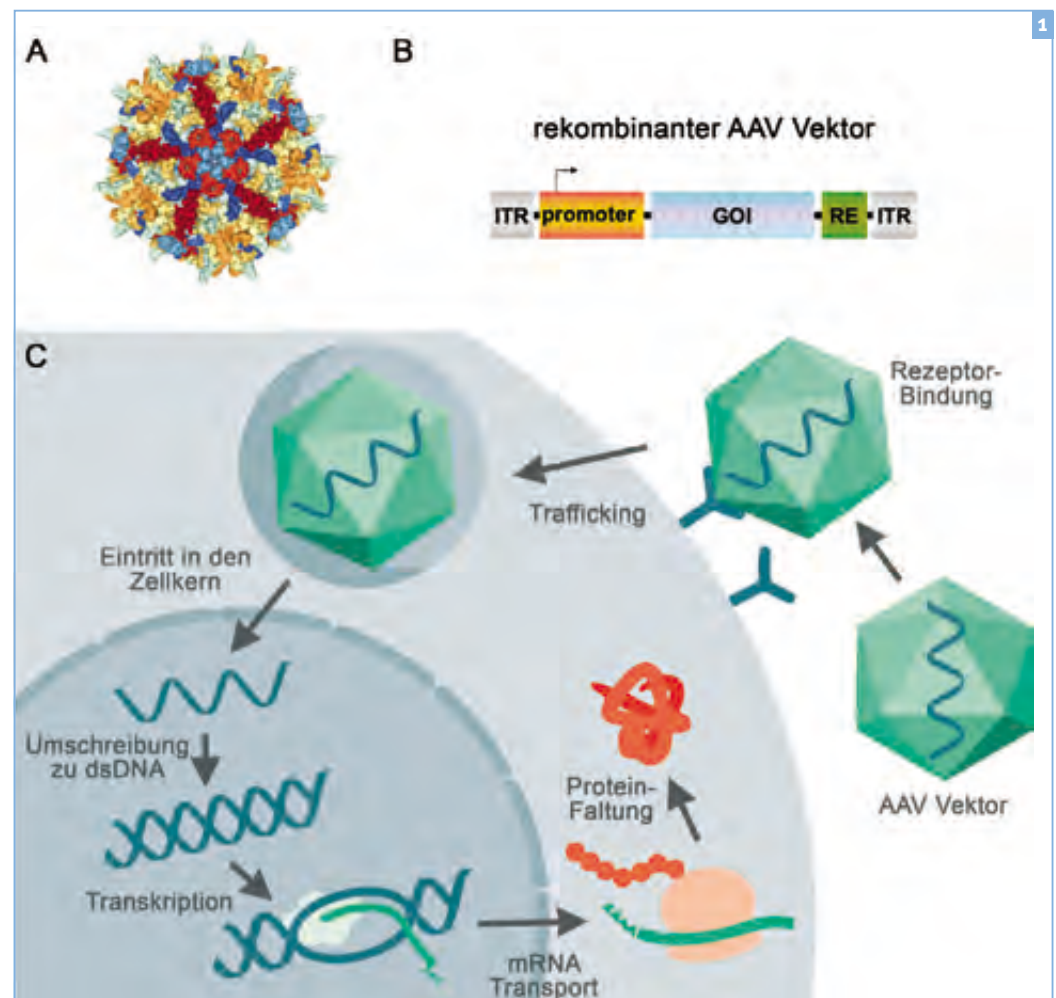 1
A
B
rekombinanter AAV Vektor
ITR promoter GOI RE ITR
C
Rezeptor-
Bindung
Trafficking
Eintritt in den
Zellkern
Umschreibung
zu dsDNA
Protein-
Faltung
AAV Vektor
Transkription
mRNA
Transport